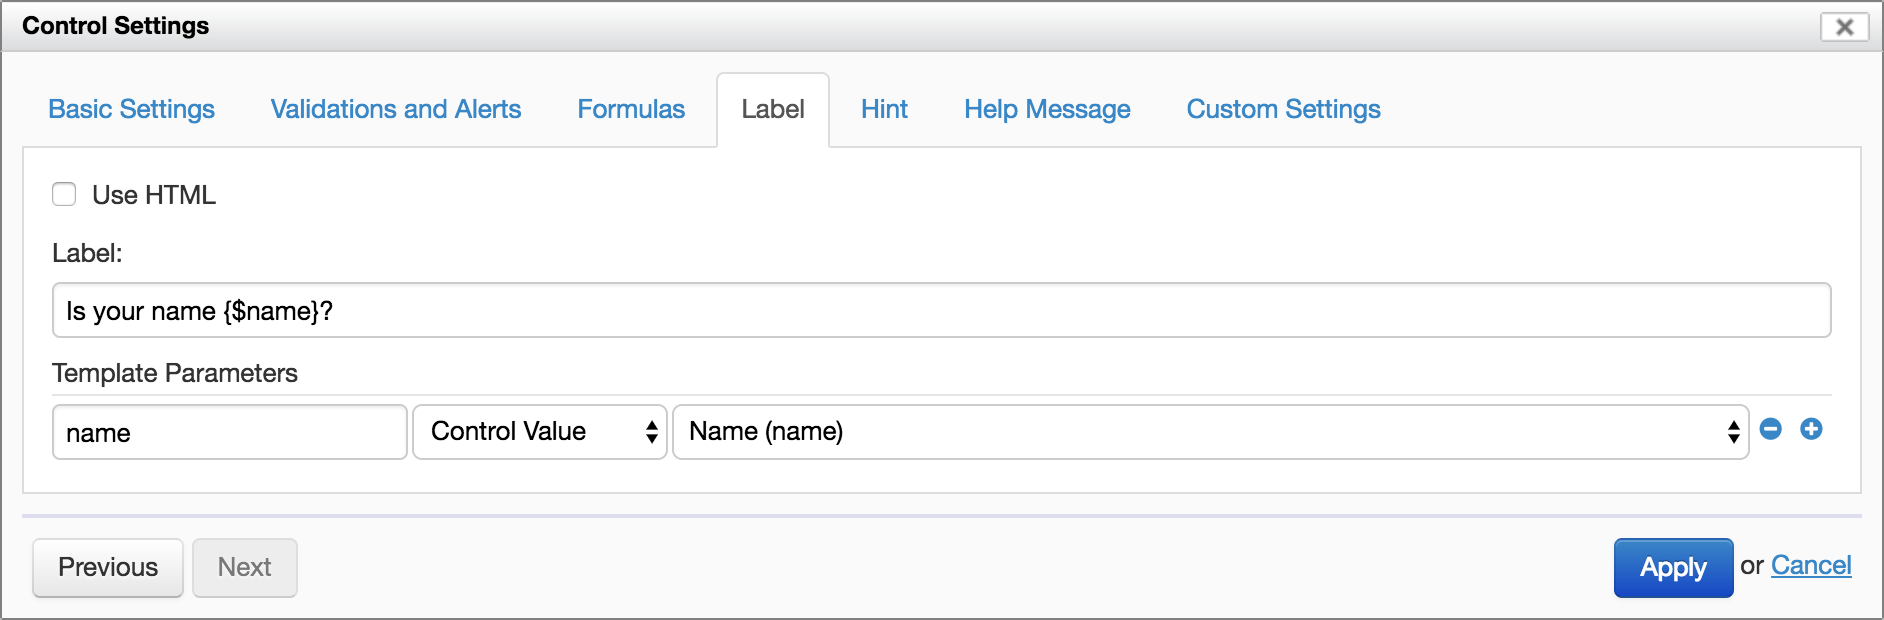 Control Settings
Basic Settings Validations and Alerts Formulas Label Hint Help Message Custom Settings
Use HTML
Label:
Is your name {$name}?
Template Parameters
name Control Value Name (name)
Previous Next Apply or Cancel